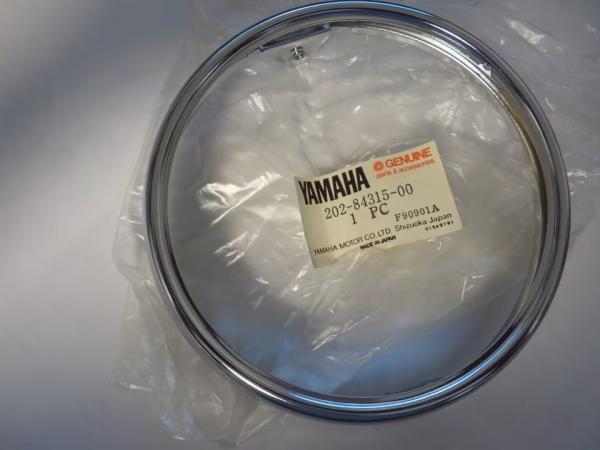 YAMAHA
GENUINE
parts & accessories
202-84315-00
1 PC F90901A
YAMAHA MOTOR CO. LTD. Shizuoka Japan
MADE IN JAPAN